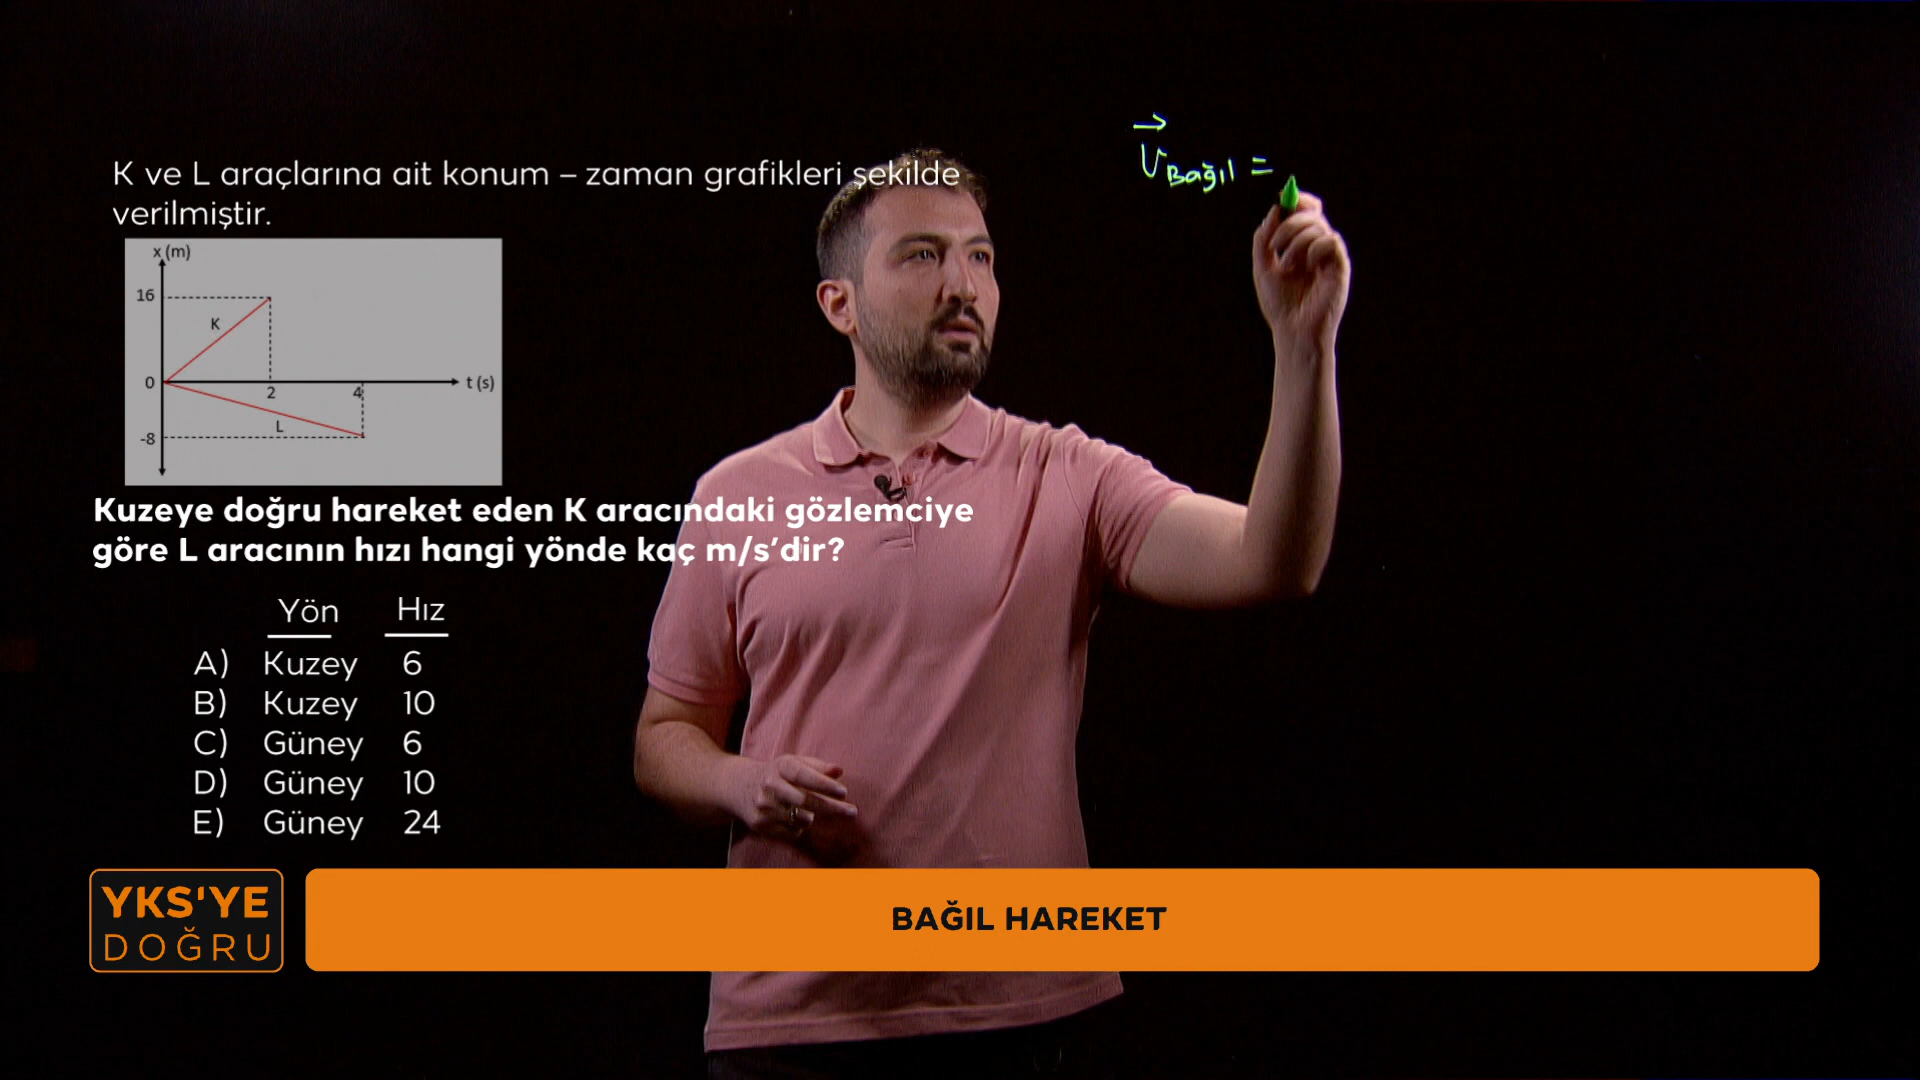 K ve L araçlarına ait konum – zaman grafikleri şekilde
verilmiştir.
x (m)
16
K
0
2
4
t (s)
L
-8
Kuzeye doğru hareket eden K aracındaki gözlemciye
göre L aracının hızı hangi yönde kaç m/s'dir?
Yön Hız
A) Kuzey 6
B) Kuzey 10
C) Güney 6
D) Güney 10
E) Güney 24
V Bağıl =
YKS'YE
DOĞRU
BAĞIL HAREKET